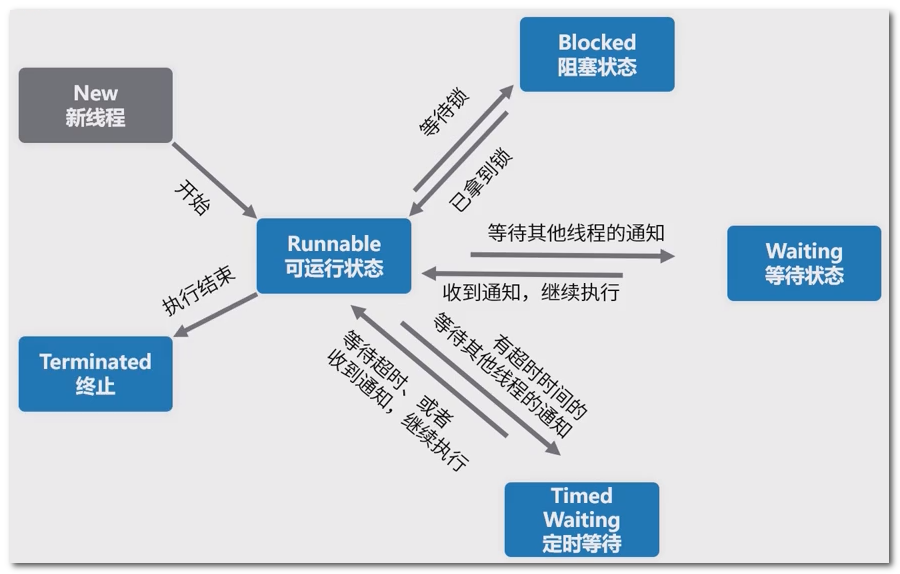 Blocked
阻塞状态
New
新线程
等待锁
已拿到锁
开始
Runnable
可运行状态
等待其他线程的通知
收到通知，继续执行
Waiting
等待状态
执行结束
Terminated
终止
等待超时、或者
收到通知，继续执行
有超时时间的
等待其他线程的通知
Timed
Waiting
定时等待